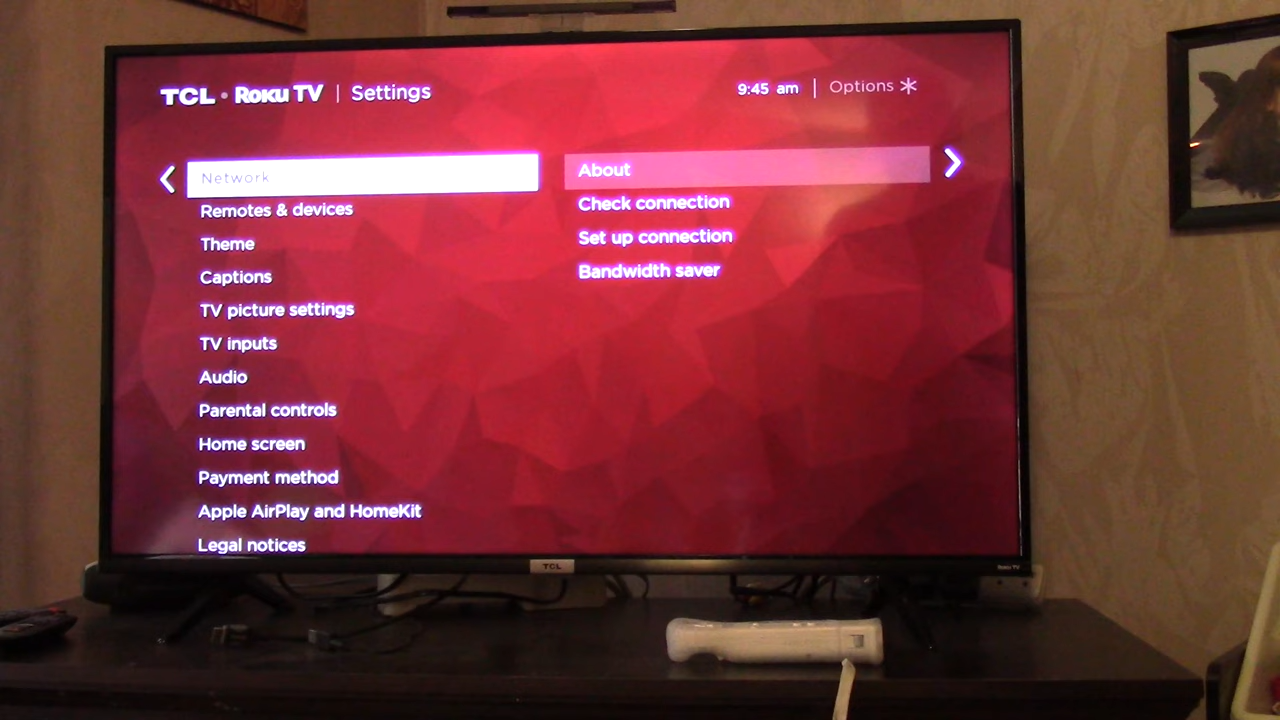 TCL • Roku TV | Settings
9:45 am | Options
Network
Remotes & devices
Theme
Captions
TV picture settings
TV inputs
Audio
Parental controls
Home screen
Payment method
Apple AirPlay and HomeKit
Legal notices
About
Check connection
Set up connection
Bandwidth saver
TCL
Roku TV